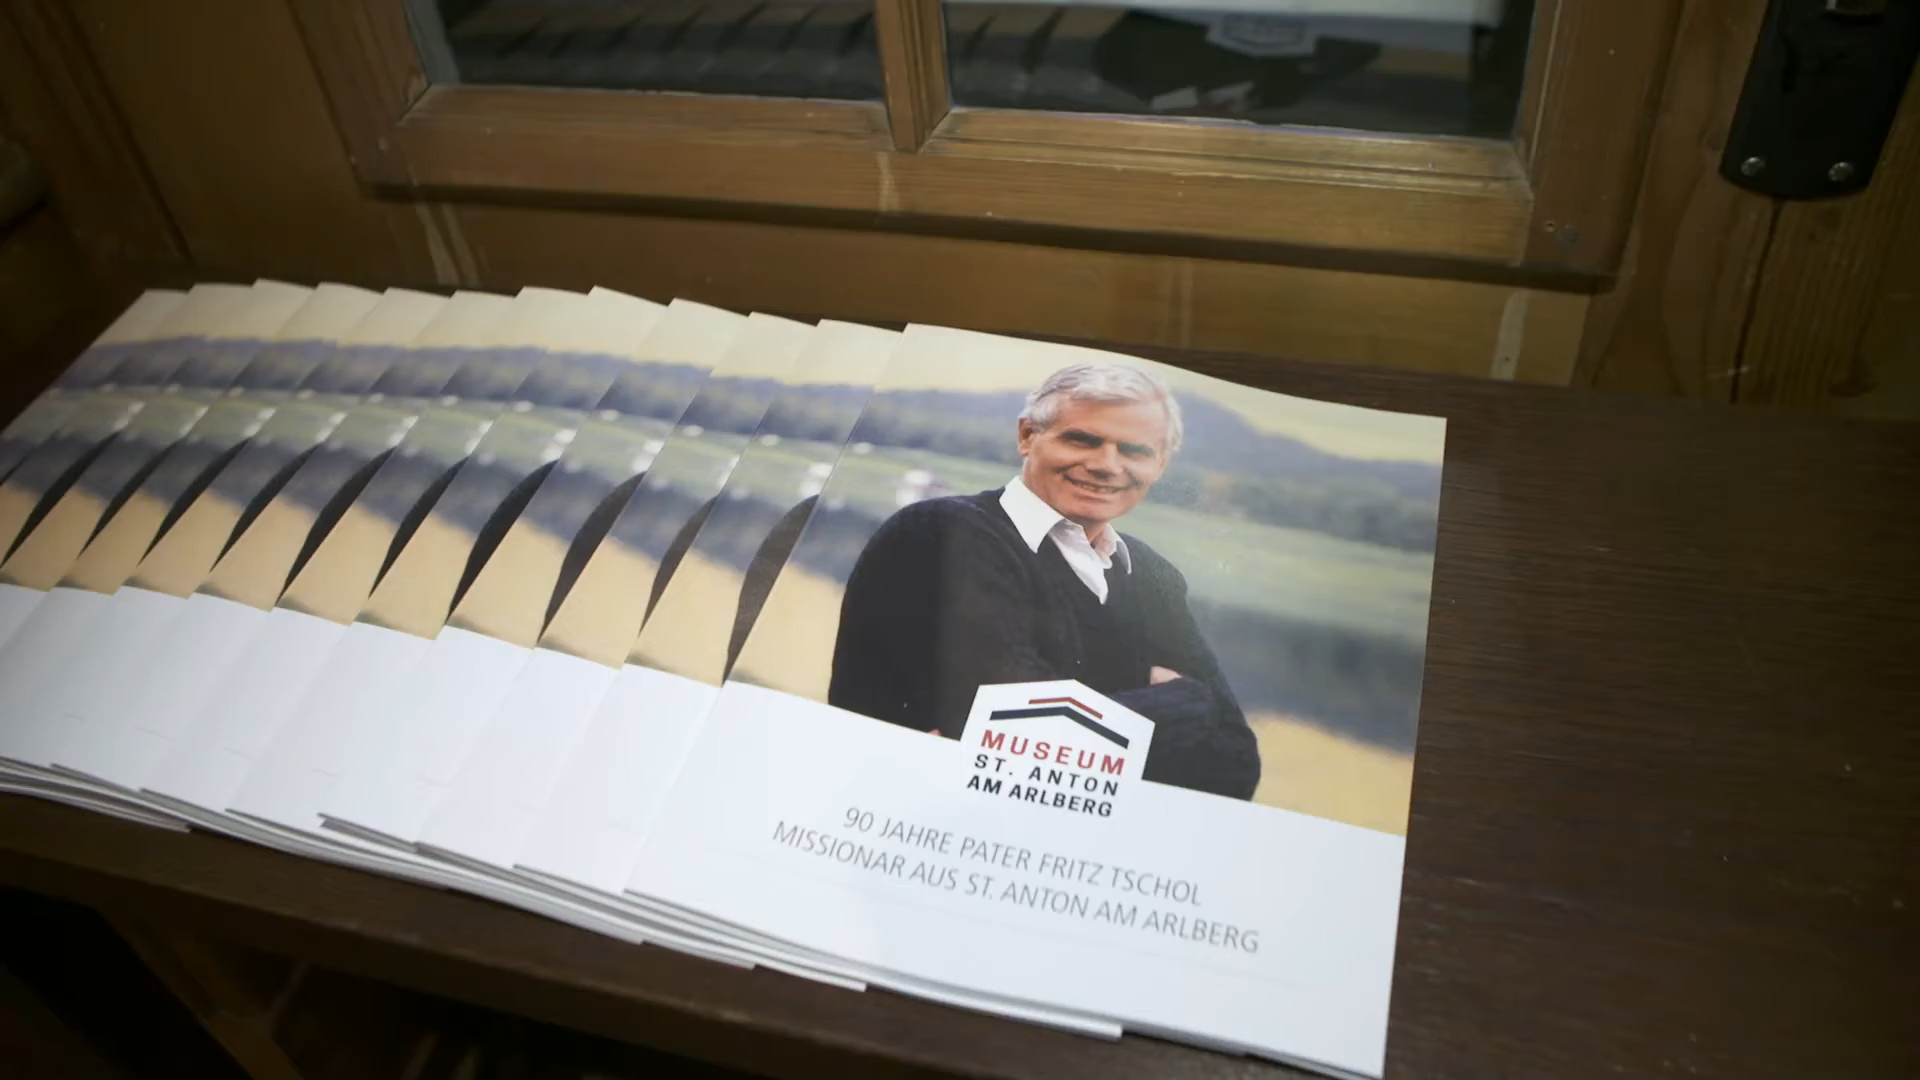 MUSEUM
ST. ANTON
AM ARLBERG
90 JAHRE PATER FRITZ TSCHOL
MISSIONAR AUS ST. ANTON AM ARLBERG